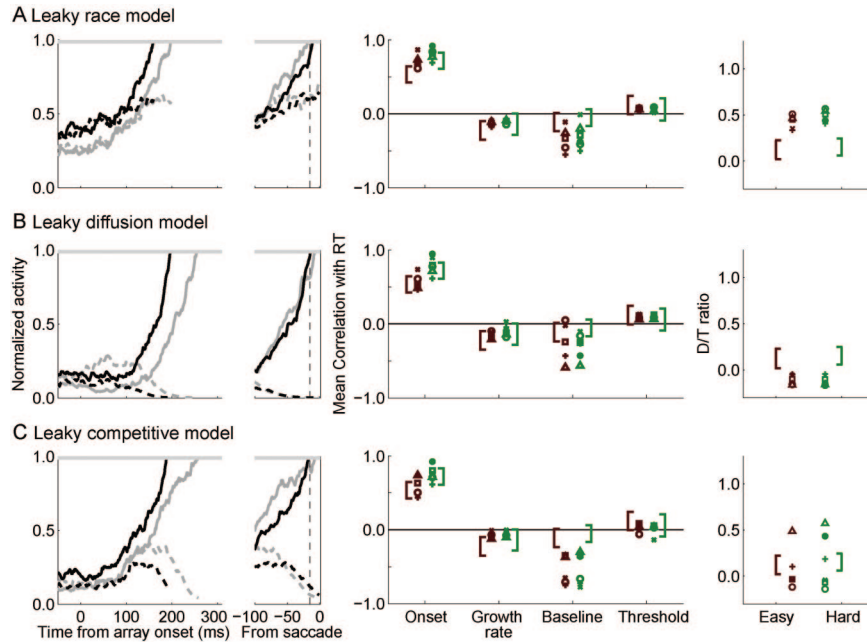 A Leaky race model
1.0
0.5
0.0
1.0
0.0
−1.0
1.0
0.5
0.0
B Leaky diffusion model
Normalized activity
1.0
0.5
0.0
Mean Correlation with RT
1.0
0.0
−1.0
D/T ratio
1.0
0.5
0.0
C Leaky competitive model
1.0
0.5
0.0
1.0
0.0
−1.0
1.0
0.5
0.0
0 100 200 300
Time from array onset (ms)
−100 −50 0
From saccade
Onset Growth rate Baseline Threshold
Easy Hard